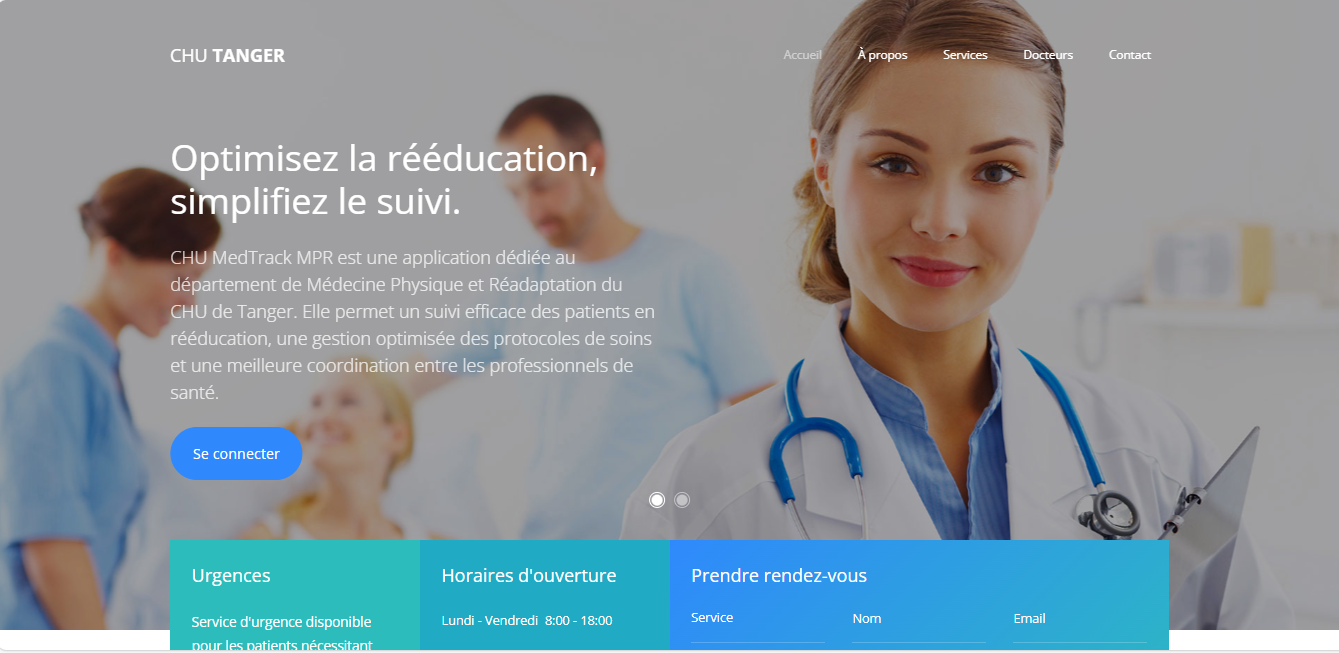 CHU TANGER
Accueil À propos Services Docteurs Contact
Optimisez la rééducation,
simplifiez le suivi.
CHU MedTrack MPR est une application dédiée au
département de Médecine Physique et Réadaptation du
CHU de Tanger. Elle permet un suivi efficace des patients en
rééducation, une gestion optimisée des protocoles de soins
et une meilleure coordination entre les professionnels de
santé.
Se connecter
Urgences
Service d'urgence disponible
pour les patients nécessitant
Horaires d'ouverture
Lundi - Vendredi 8:00 - 18:00
Prendre rendez-vous
Service Nom Email